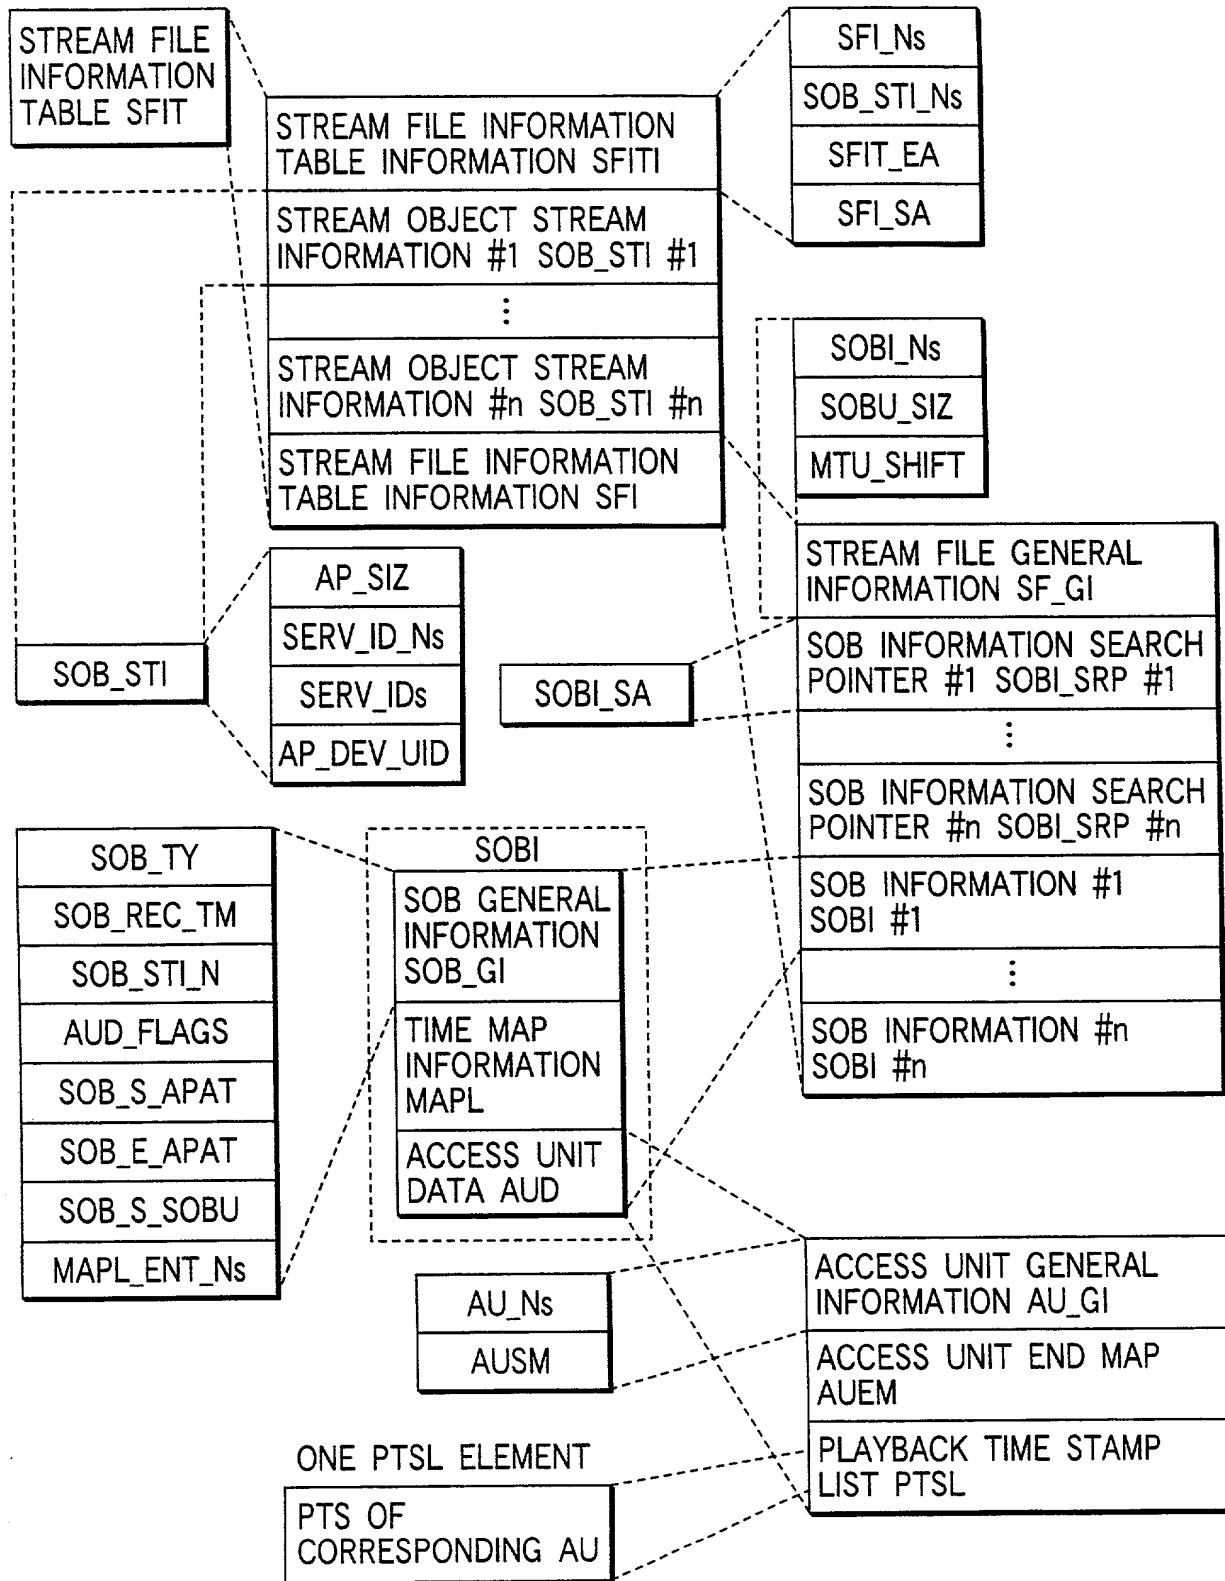 STREAM FILE
INFORMATION
TABLE SFIT
STREAM FILE INFORMATION
TABLE INFORMATION SFITI
STREAM OBJECT STREAM
INFORMATION #1 SOB_STI #1
⋮
STREAM OBJECT STREAM
INFORMATION #n SOB_STI #n
STREAM FILE INFORMATION
TABLE INFORMATION SFI
SFI_Ns
SOB_STI_Ns
SFIT_EA
SFI_SA
SOBI_Ns
SOBU_SIZ
MTU_SHIFT
STREAM FILE GENERAL
INFORMATION SF_GI
SOB INFORMATION SEARCH
POINTER #1 SOBI_SRP #1
⋮
SOB INFORMATION SEARCH
POINTER #n SOBI_SRP #n
SOB INFORMATION #1
SOBI #1
⋮
SOB INFORMATION #n
SOBI #n
SOB_STI
AP_SIZ
SERV_ID_Ns
SERV_IDs
AP_DEV_UID
SOBI_SA
SOB_TY
SOB_REC_TM
SOB_STI_N
AUD_FLAGS
SOB_S_APAT
SOB_E_APAT
SOB_S_SOBU
MAPL_ENT_Ns
SOBI
SOB GENERAL
INFORMATION
SOB_GI
TIME MAP
INFORMATION
MAPL
ACCESS UNIT
DATA AUD
AU_Ns
AUSM
ACCESS UNIT GENERAL
INFORMATION AU_GI
ACCESS UNIT END MAP
AUEM
PLAYBACK TIME STAMP
LIST PTSL
ONE PTSL ELEMENT
PTS OF
CORRESPONDING AU